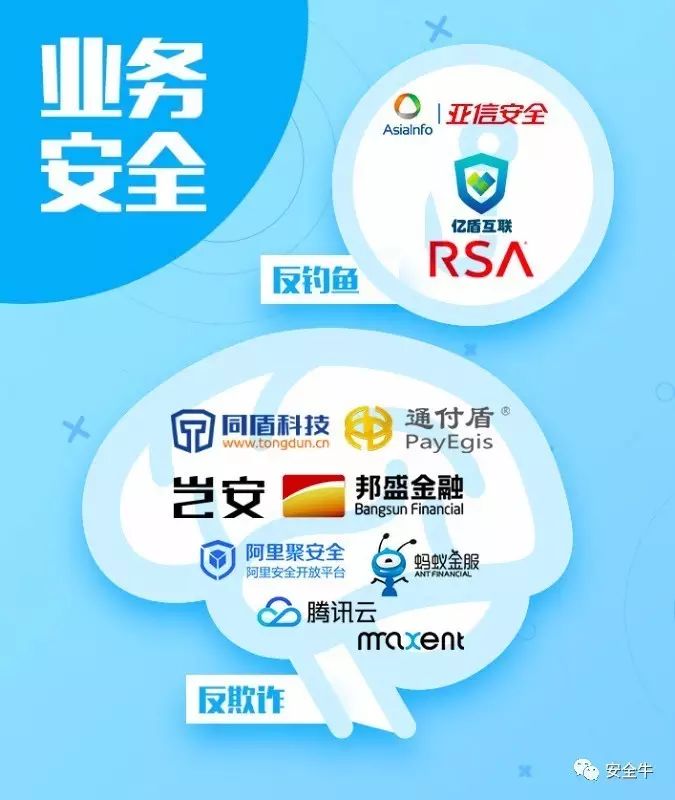 业务
安全
AsiaInfo
亚信安全
亿盾互联
RSA
反钓鱼
同盾科技
www.tongdun.cn
通付盾®
PayEgis
岂安
邦盛金融
Bangsun Financial
阿里聚安全
阿里安全开放平台
蚂蚁金服
ANT FINANCIAL
腾讯云
maxent
反欺诈
安全牛